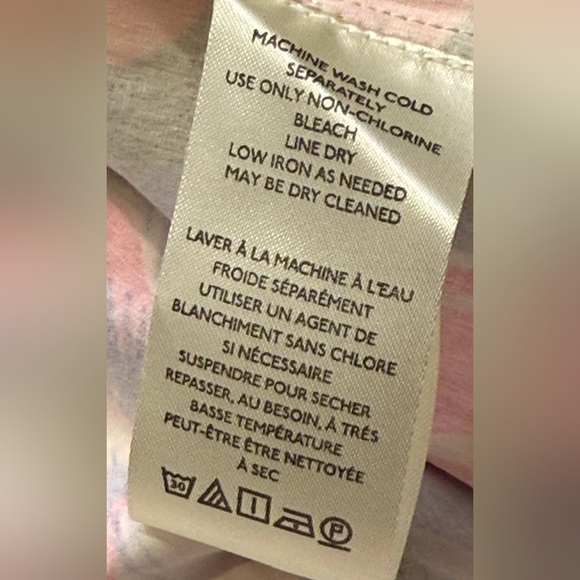 MACHINE WASH COLD
SEPARATELY
USE ONLY NON-CHLORINE
BLEACH
LINE DRY
LOW IRON AS NEEDED
MAY BE DRY CLEANED
LAVER À LA MACHINE À L'EAU
FROIDE SÉPARÉMENT
UTILISER UN AGENT DE
BLANCHIMENT SANS CHLORE
SI NÉCESSAIRE
SUSPENDRE POUR SECHER
REPASSER, AU BESOIN, À TRÉS
BASSE TEMPÉRATURE
PEUT-ÊTRE ÊTRE NETTOYÉE
À SEC
30 P